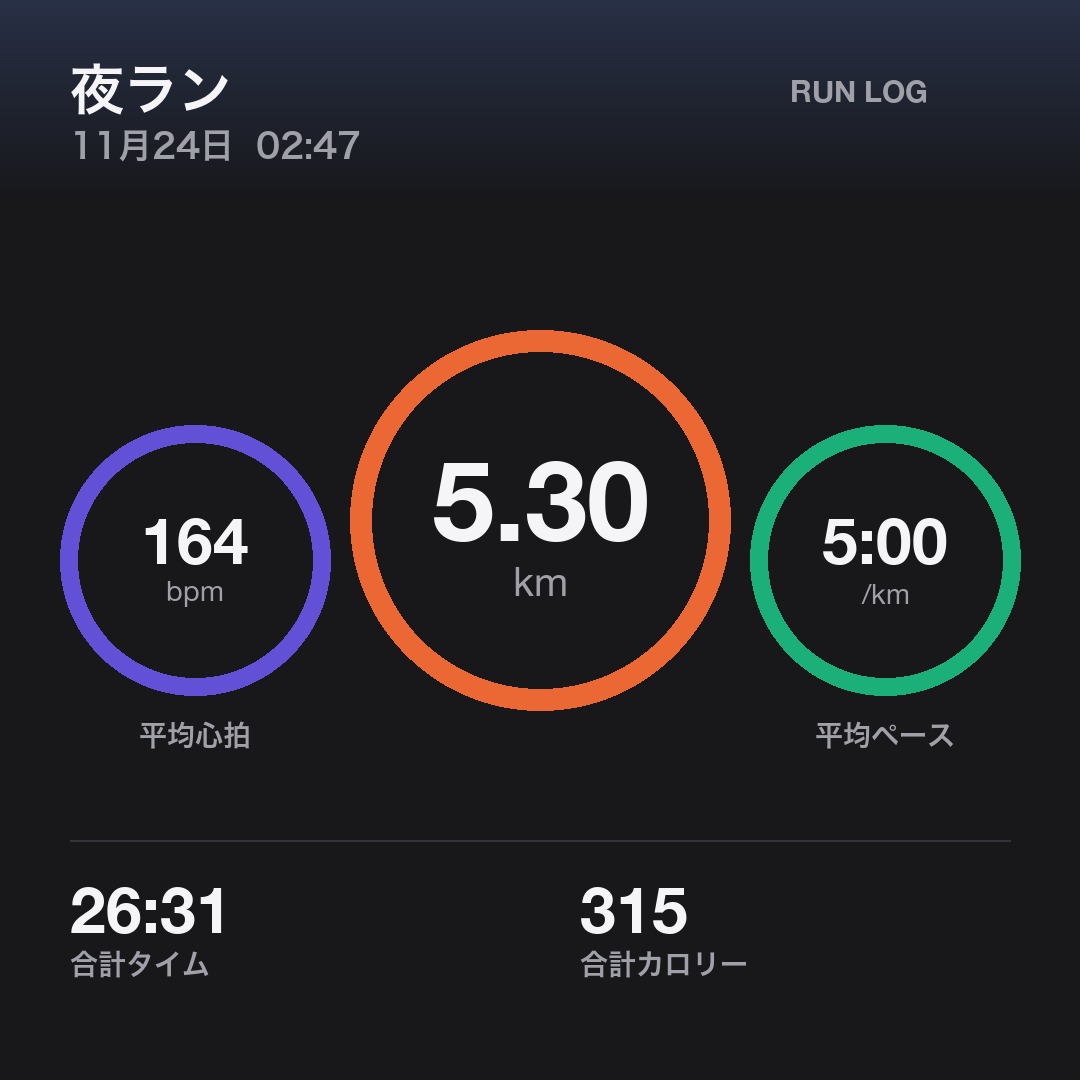 夜ラン
RUN LOG
11月24日 02:47
164
bpm
平均心拍
5.30
km
5:00
/km
平均ペース
26:31
合計タイム
315
合計カロリー